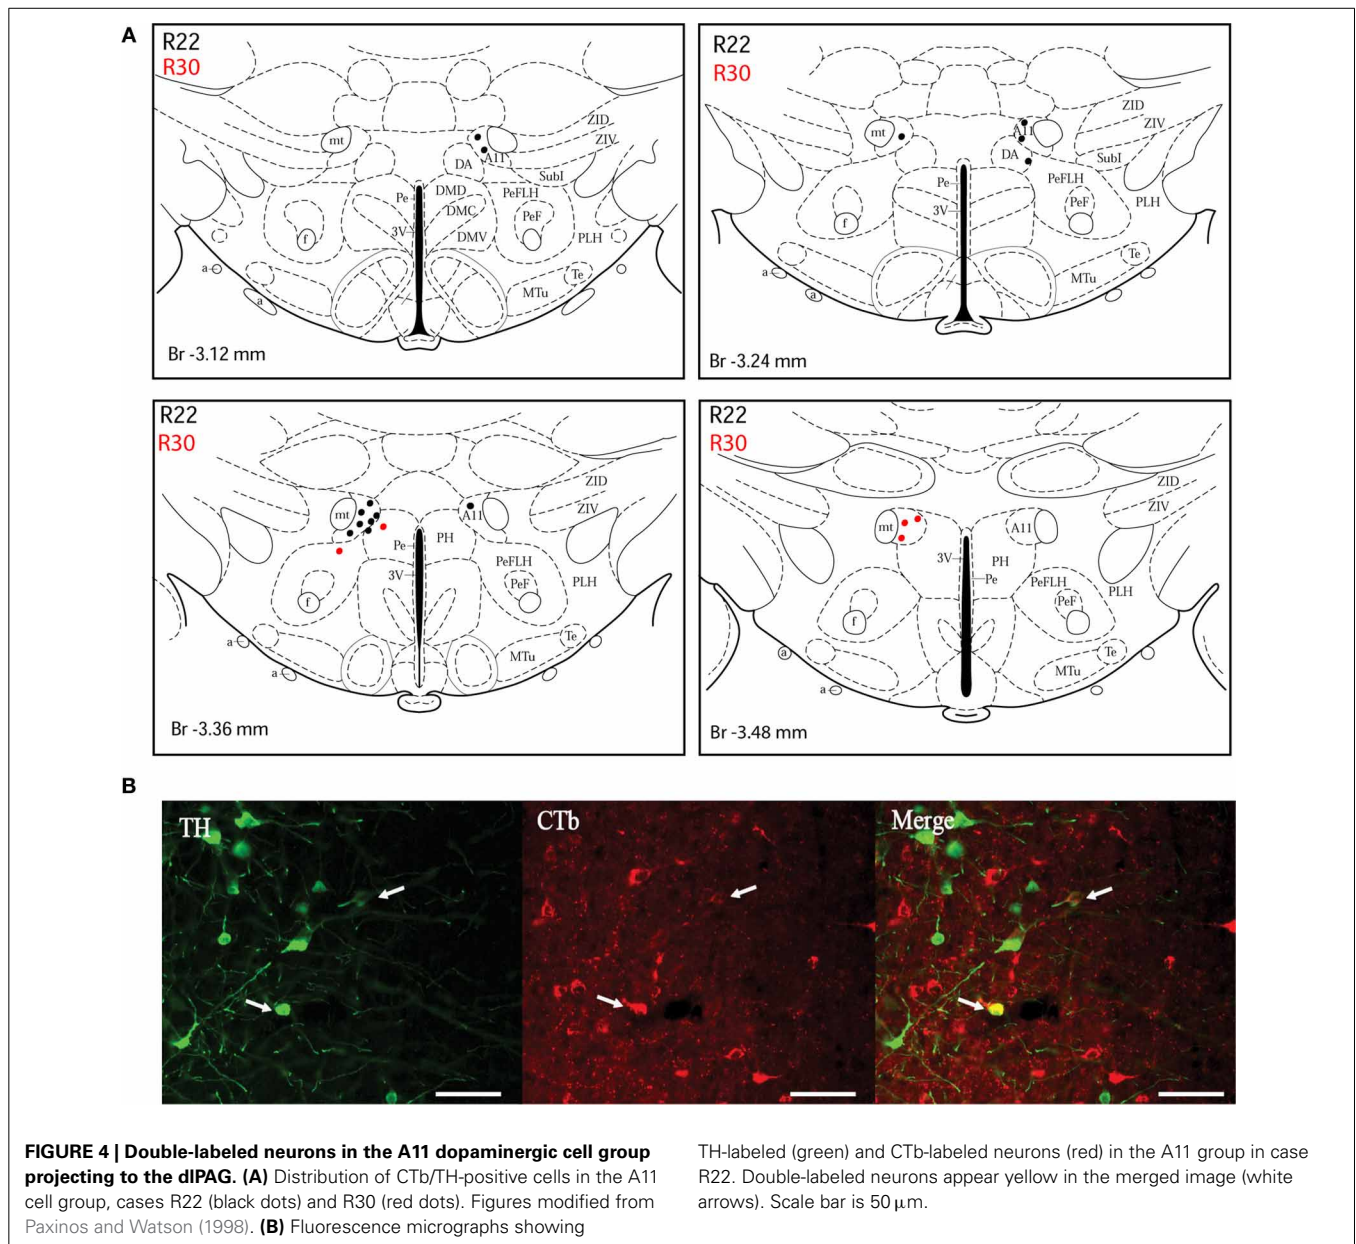 A
R22
R30
ZID
ZIV
mt
A11
DA
SubI
Pe
DMD
PeFLH
DMC
PeF
3V
DMV
PLH
f
a
Te
a
MTu
Br -3.12 mm
R22
R30
ZID
ZIV
mt
A11
DA
SubI
Pe
PeFLH
PeF
PLH
3V
f
a
Te
MTu
a
Br -3.24 mm
R22
R30
ZID
ZIV
mt
A11
Pe
PH
PeFLH
3V
PeF
PLH
f
a
Te
MTu
a
Br -3.36 mm
R22
R30
ZID
ZIV
mt
A11
3V
PH
Pe
PeFLH
PLH
PeF
f
a
Te
MTu
a
Br -3.48 mm
B
TH
CTb
Merge
FIGURE 4 | Double-labeled neurons in the A11 dopaminergic cell group
projecting to the dlPAG. (A) Distribution of CTb/TH-positive cells in the A11
cell group, cases R22 (black dots) and R30 (red dots). Figures modified from
Paxinos and Watson (1998). (B) Fluorescence micrographs showing
TH-labeled (green) and CTb-labeled neurons (red) in the A11 group in case
R22. Double-labeled neurons appear yellow in the merged image (white
arrows). Scale bar is 50 μm.